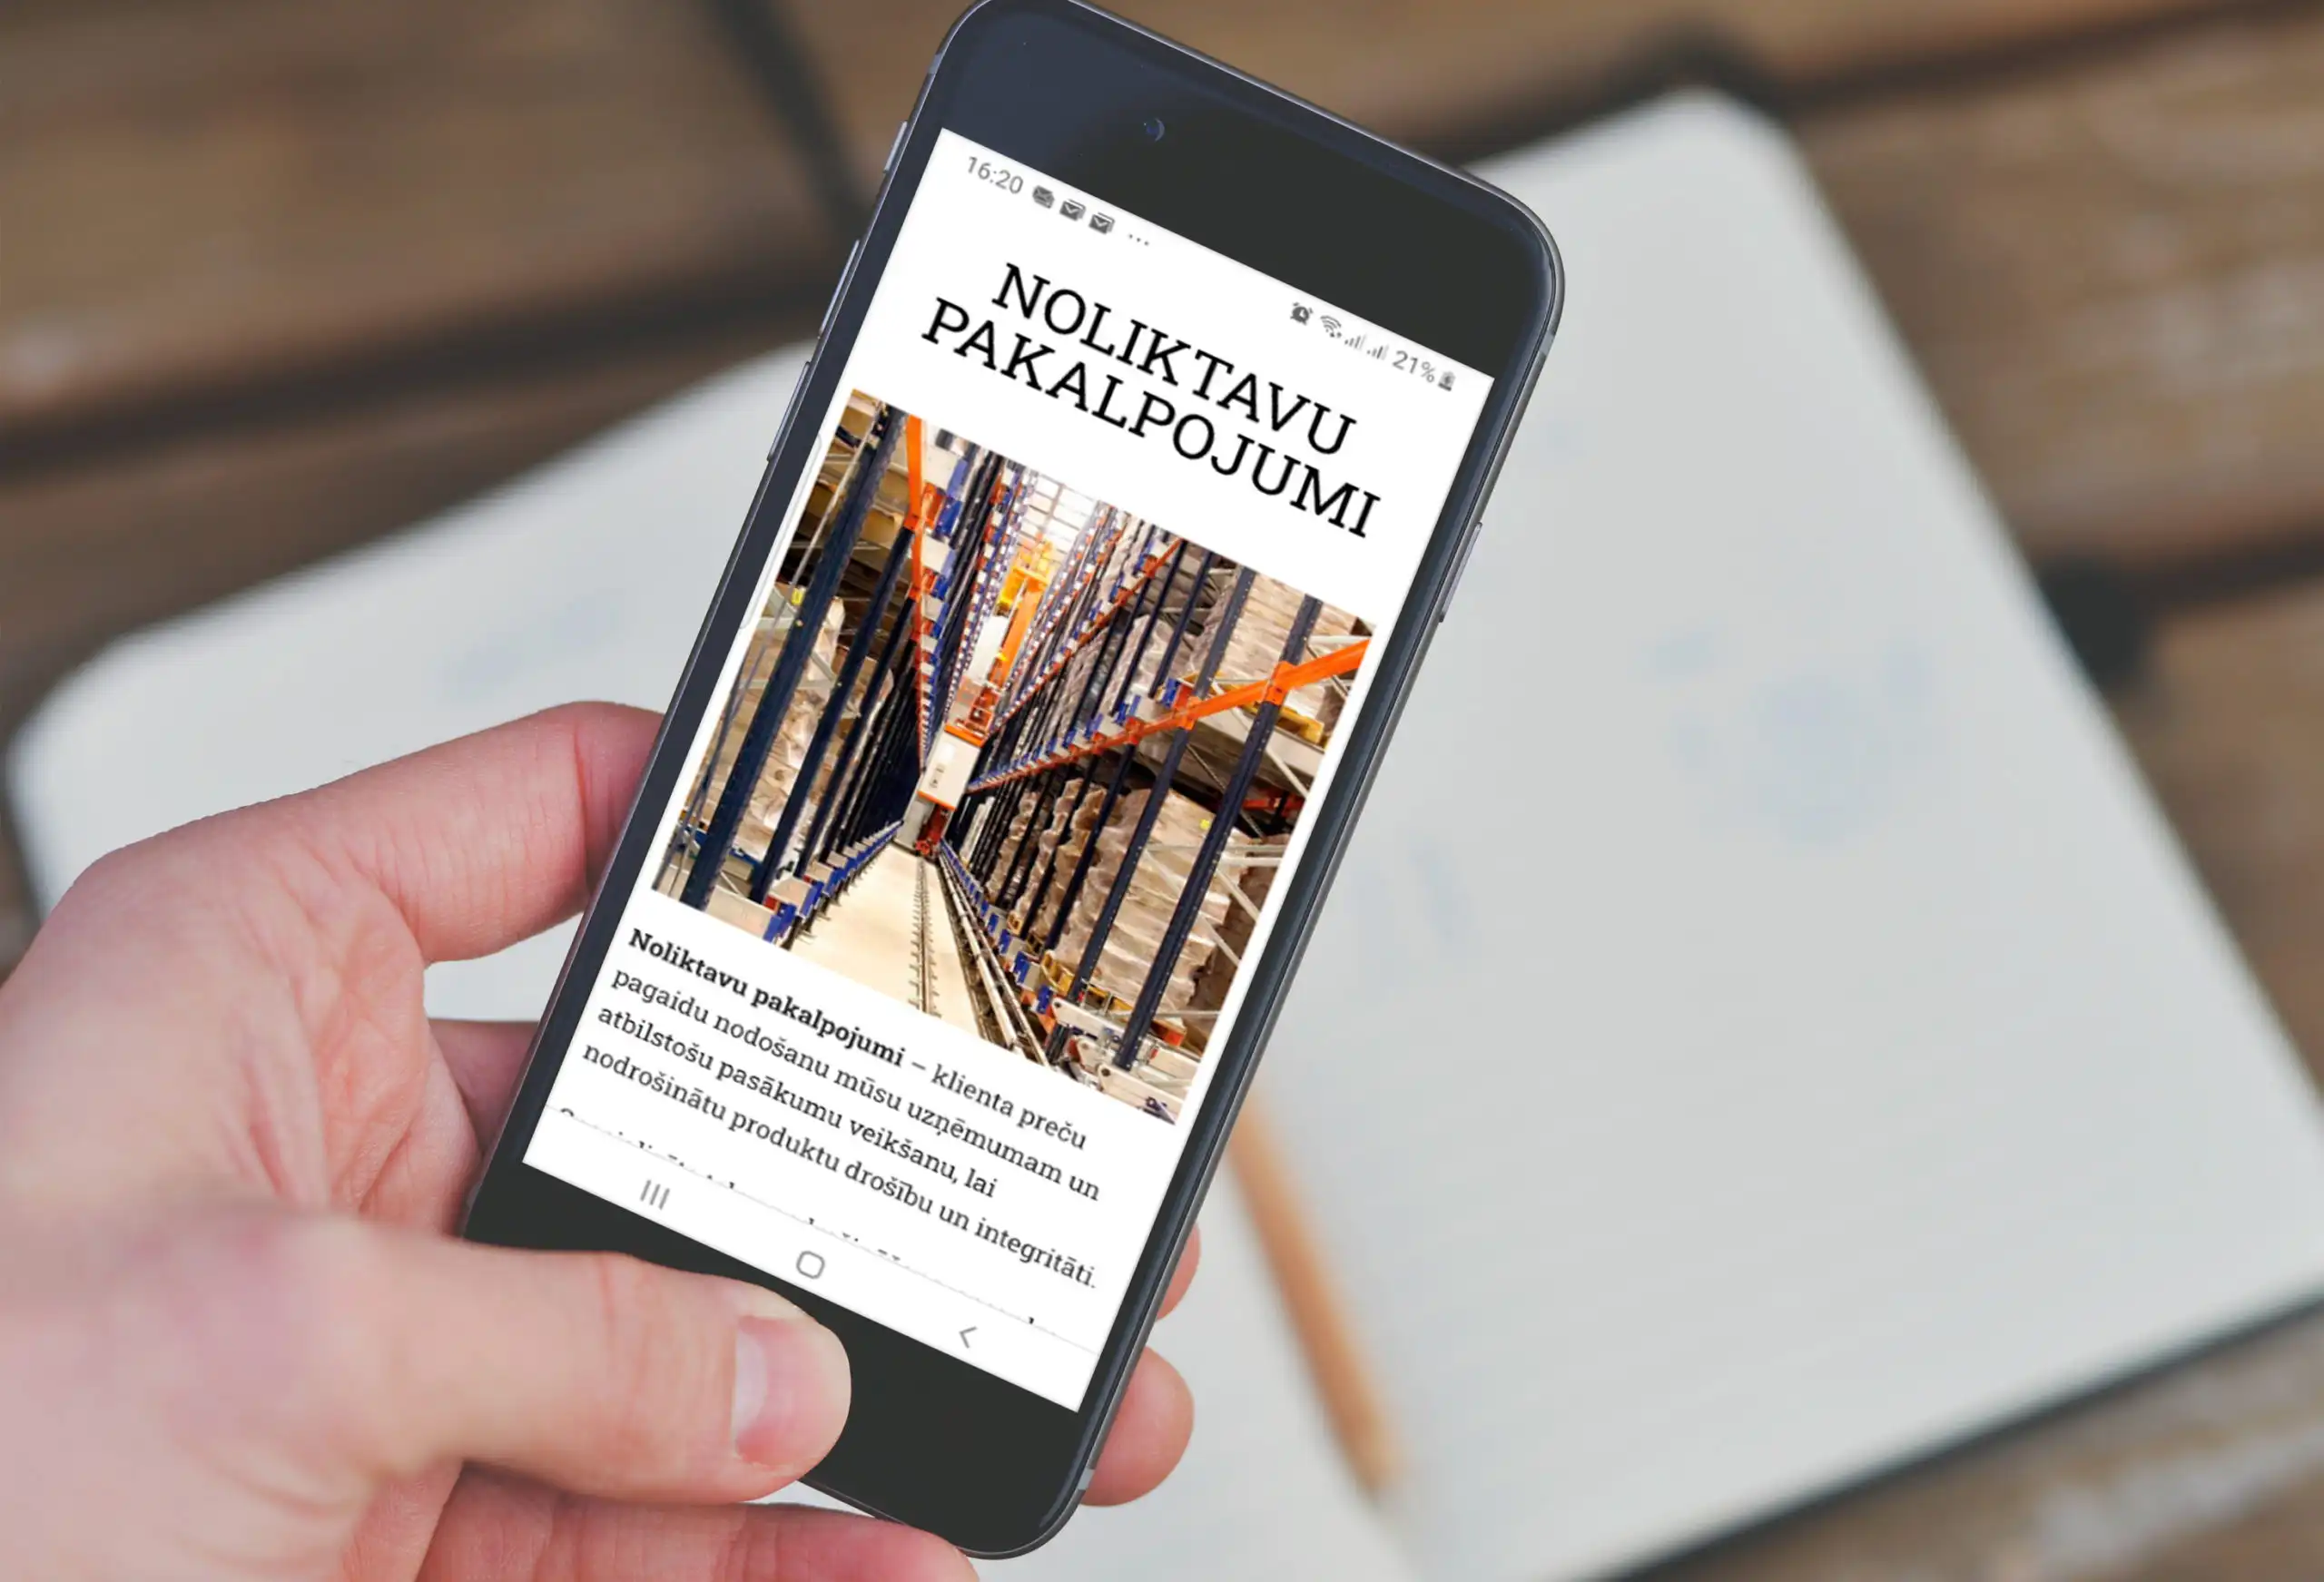 16:20
21%
NOLIKTAVU
PAKALPOJUMI
Noliktavu pakalpojumi – klienta preču
pagaidu nodošanu mūsu uzņēmumam un
atbilstošu pasākumu veikšanu, lai
nodrošinātu produktu drošību un integritāti.